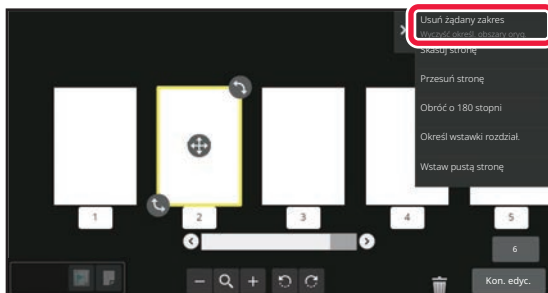 Usuń żądany zakres
Wyczyść określ. obszary oryg.
Skasuj stronę
Przesuń stronę
Obróć o 180 stopni
Określ wstawki rozdział.
Wstaw pustą stronę
1
2
3
4
5
6
Kon. edyc.